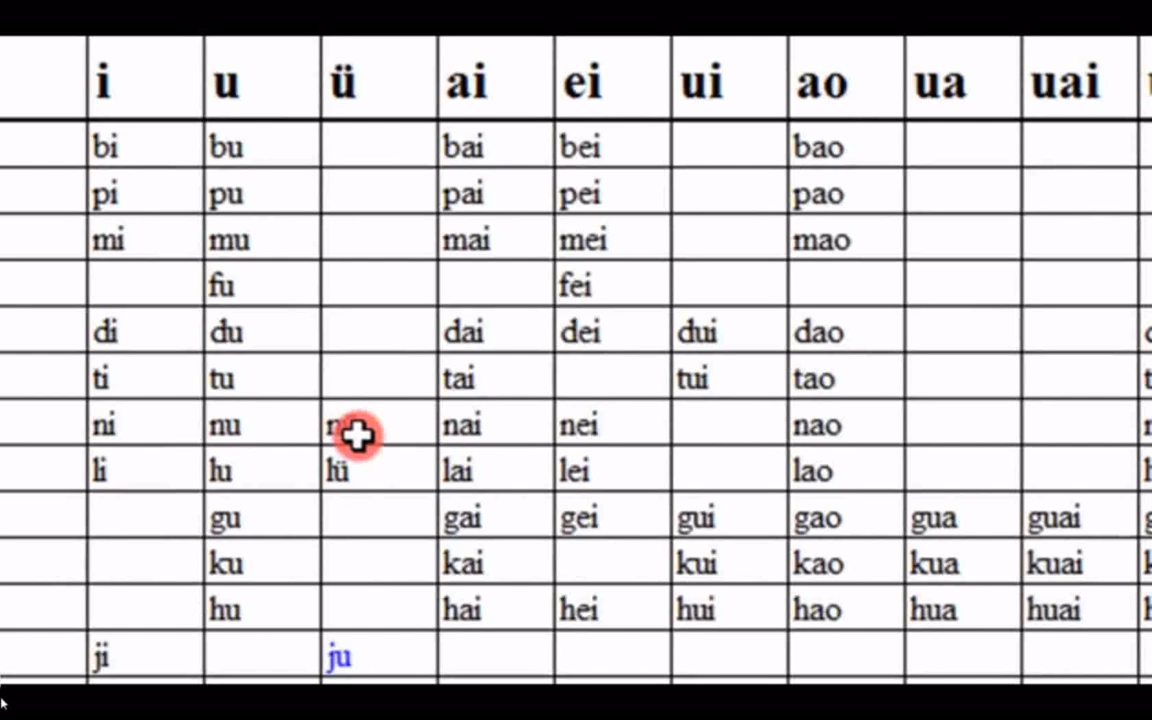 i u ü ai ei ui ao ua uai
bi bu bai bei bao
pi pu pai pei pao
mi mu mai mei mao
fu fei
di du dai dei dui dao
ti tu tai tui tao
ni nu nai nei nao
li lu lü lai lei lao
gu gai gei gui gao gua guai
ku kai kui kao kua kuai
hu hai hei hui hao hua huai
ji ju